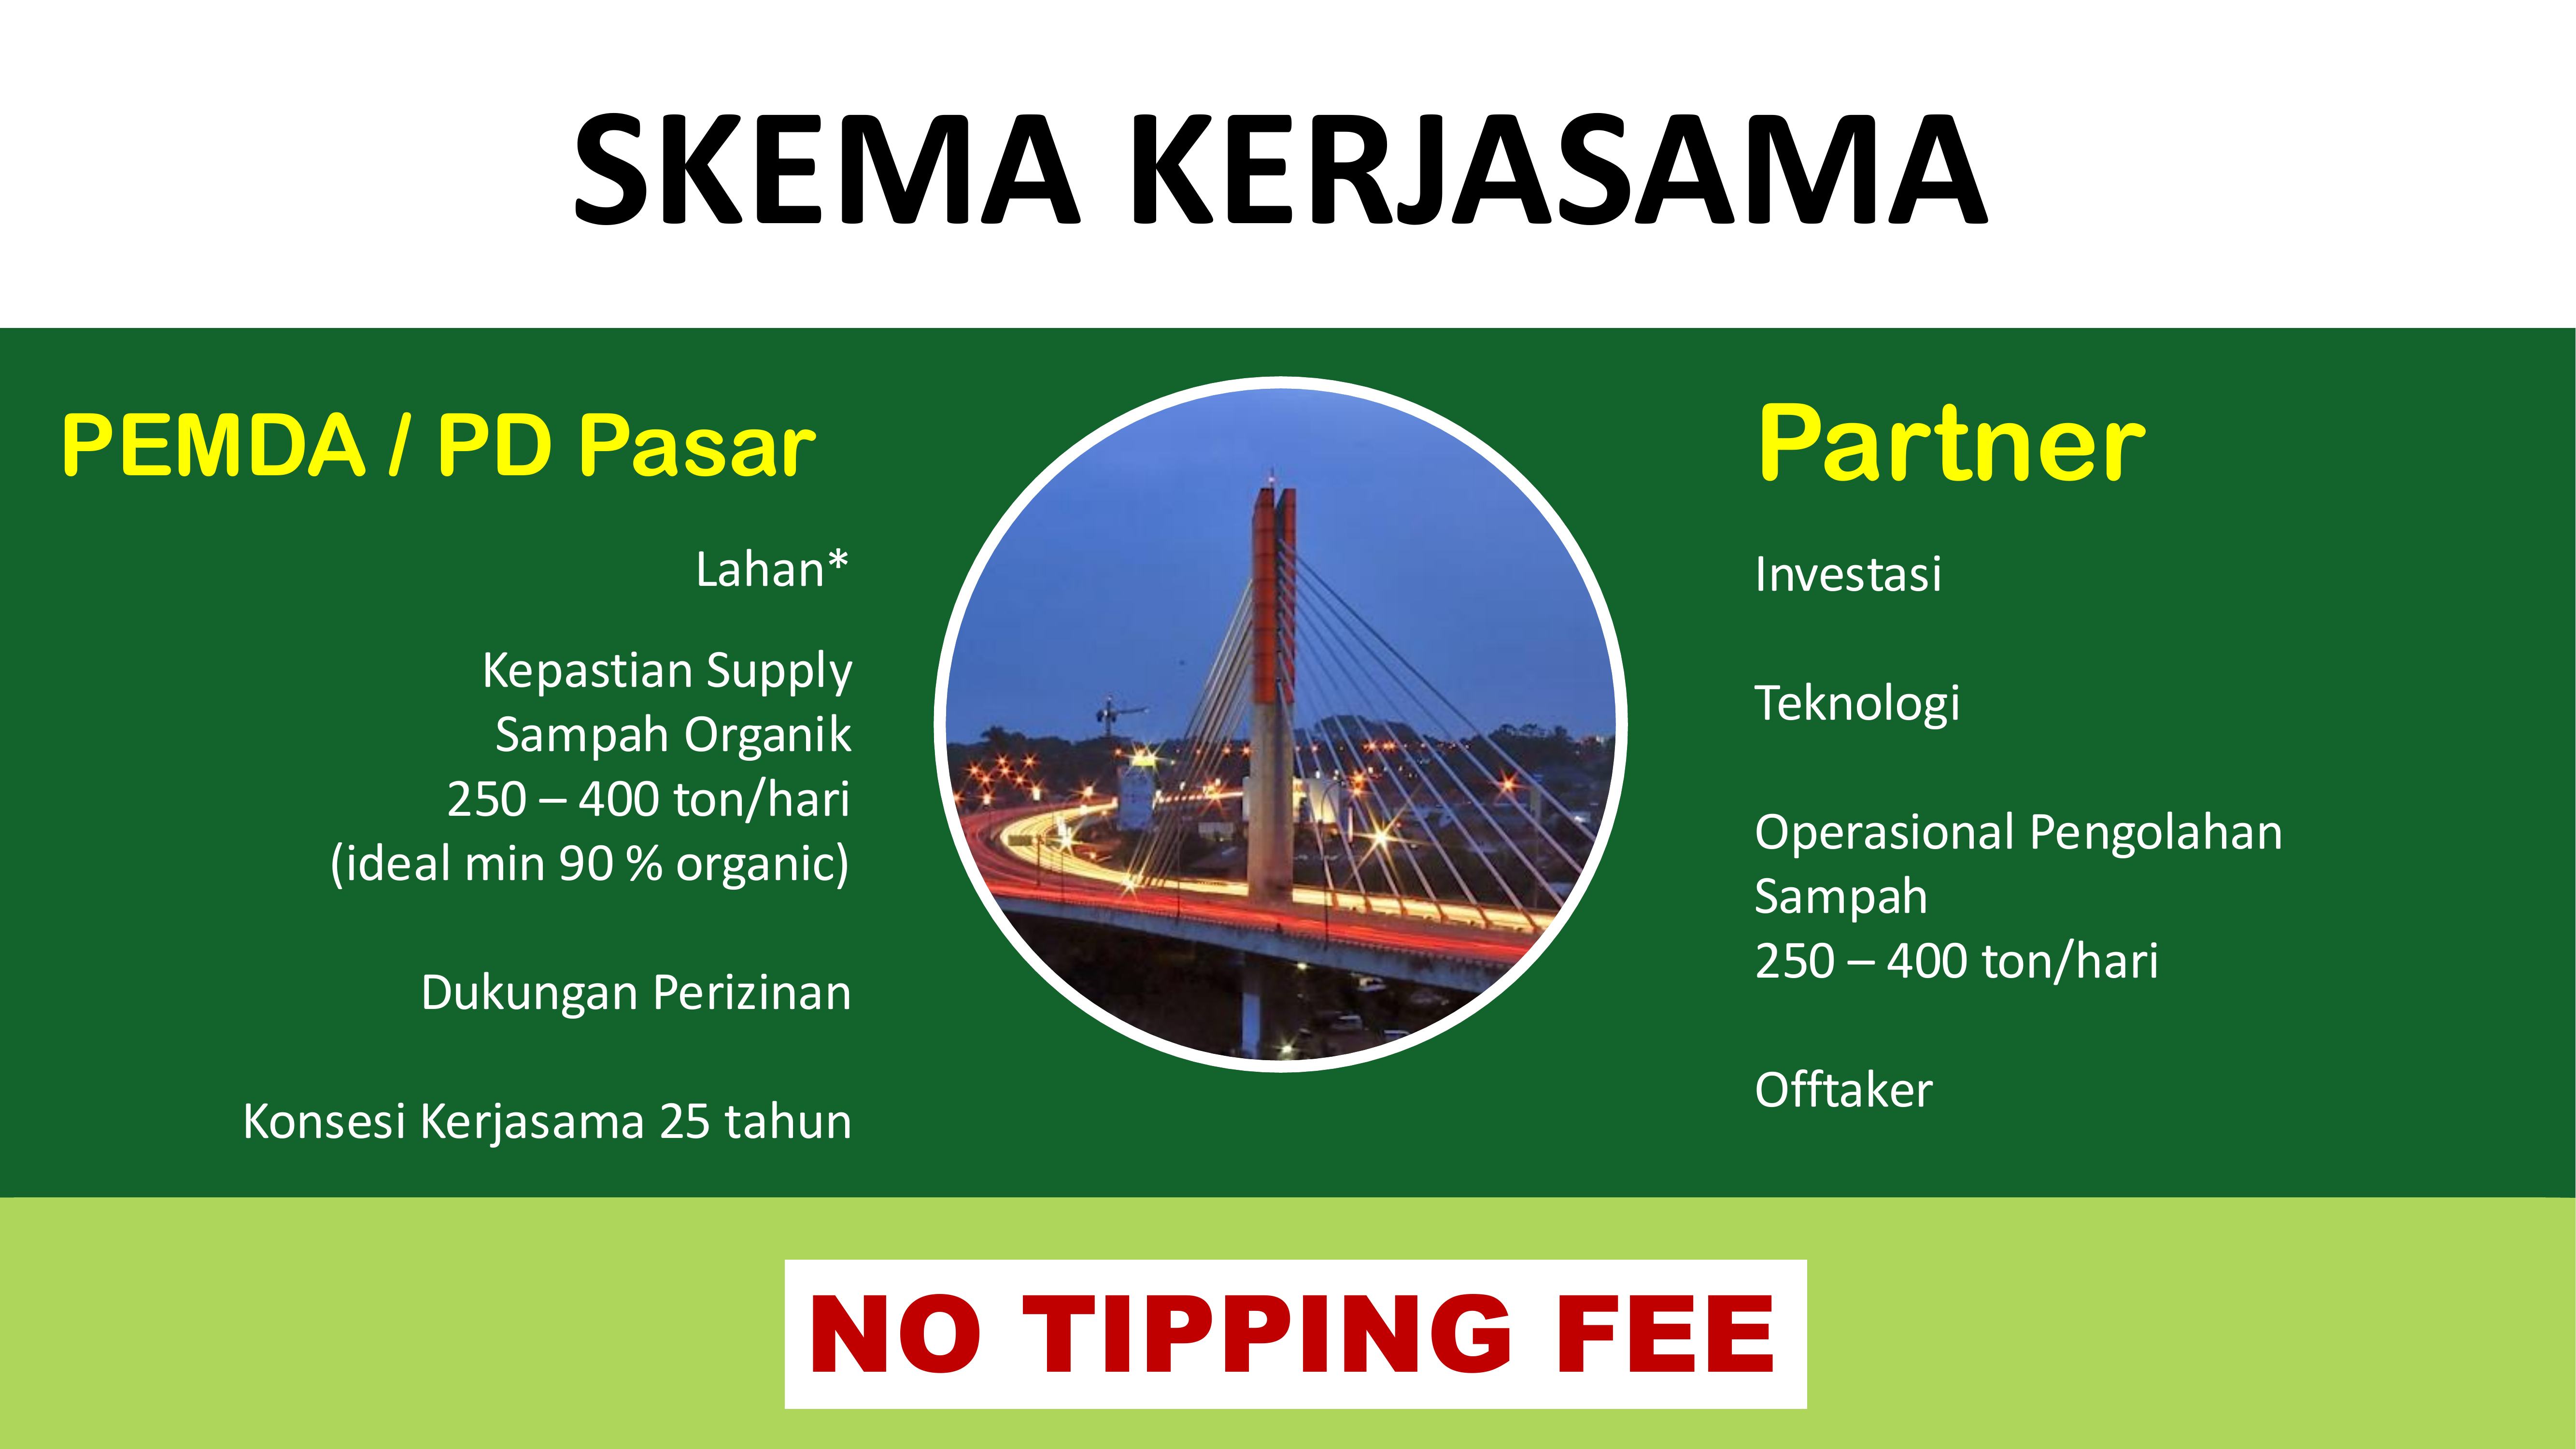 SKEMA KERJASAMA
PEMDA / PD Pasar
Lahan*
Kepastian Supply
Sampah Organik
250 – 400 ton/hari
(ideal min 90 % organic)
Dukungan Perizinan
Konsesi Kerjasama 25 tahun
Partner
Investasi
Teknologi
Operasional Pengolahan
Sampah
250 – 400 ton/hari
Offtaker
NO TIPPING FEE